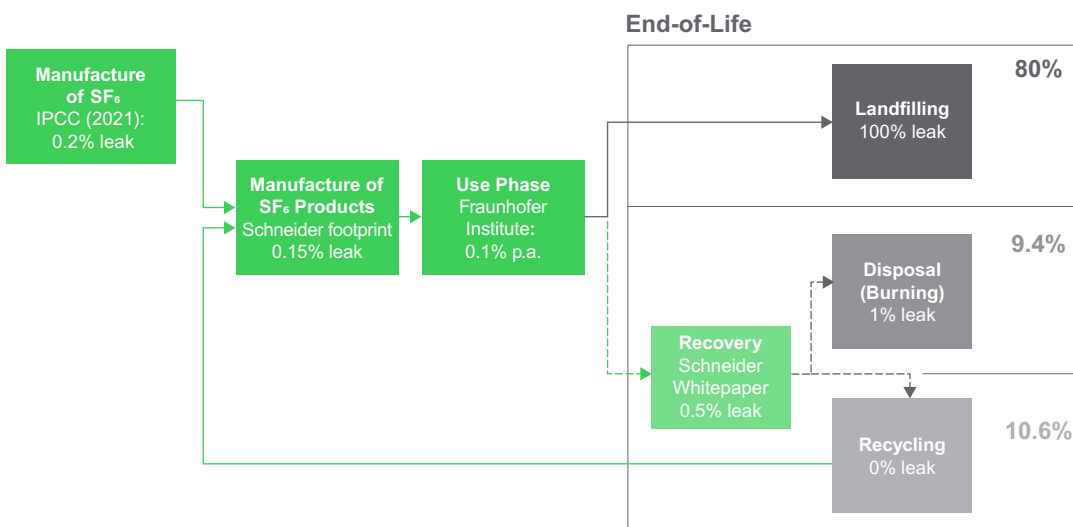 End-of-Life
Manufacture
of SF₆
IPCC (2021):
0.2% leak
Manufacture of
SF₆ Products
Schneider footprint
0.15% leak
Use Phase
Fraunhofer
Institute:
0.1% p.a.
80%
Landfilling
100% leak
9.4%
Disposal
(Burning)
1% leak
Recovery
Schneider
Whitepaper
0.5% leak
10.6%
Recycling
0% leak